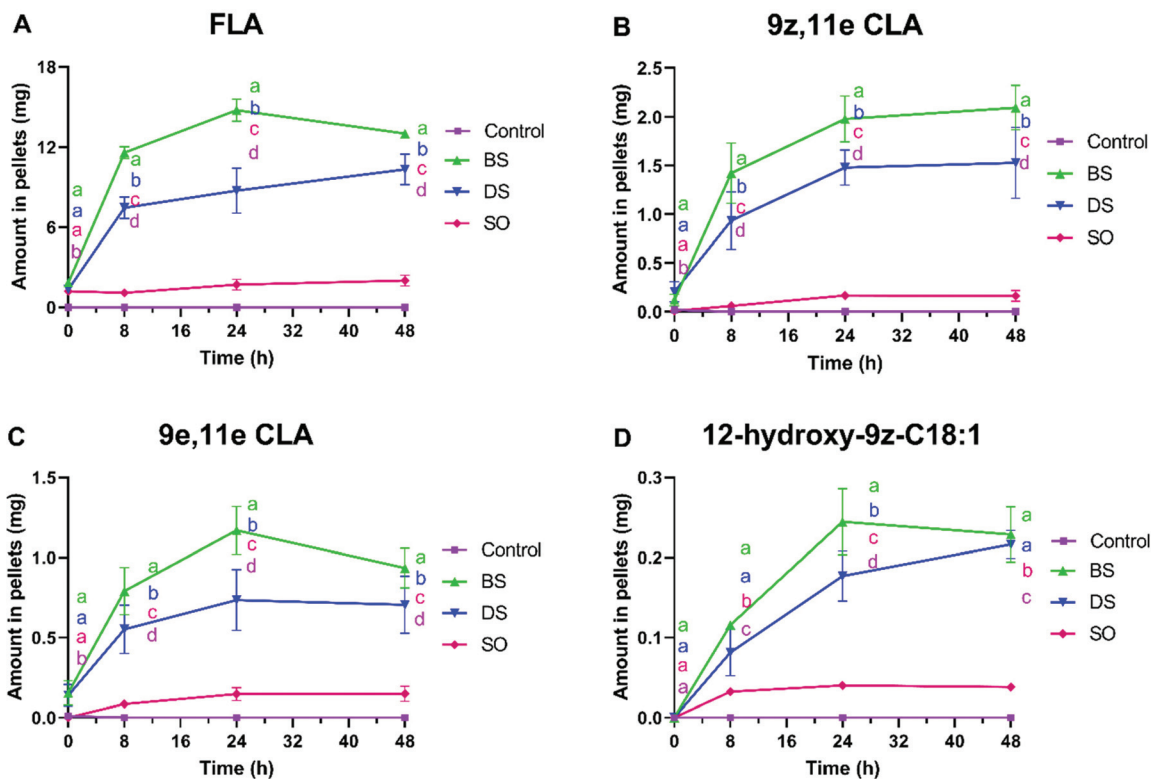 A
FLA
Amount in pellets (mg)
18
12
6
0
a
a
a
b
a
b
c
d
a
b
c
d
a
b
c
d
0 8 16 24 32 40 48
Time (h)
Control
BS
DS
SO
B
9z,11e CLA
Amount in pellets (mg)
2.5
2.0
1.5
1.0
0.5
0.0
a
a
a
b
a
b
c
d
a
b
c
d
a
b
c
d
0 8 16 24 32 40 48
Time (h)
Control
BS
DS
SO
C
9e,11e CLA
Amount in pellets (mg)
1.5
1.0
0.5
0.0
a
a
a
b
a
b
c
d
a
b
c
d
a
b
c
d
0 8 16 24 32 40 48
Time (h)
Control
BS
DS
SO
D
12-hydroxy-9z-C18:1
Amount in pellets (mg)
0.3
0.2
0.1
0.0
a
a
a
a
a
a
b
c
a
b
c
d
a
a
b
c
0 8 16 24 32 40 48
Time (h)
Control
BS
DS
SO